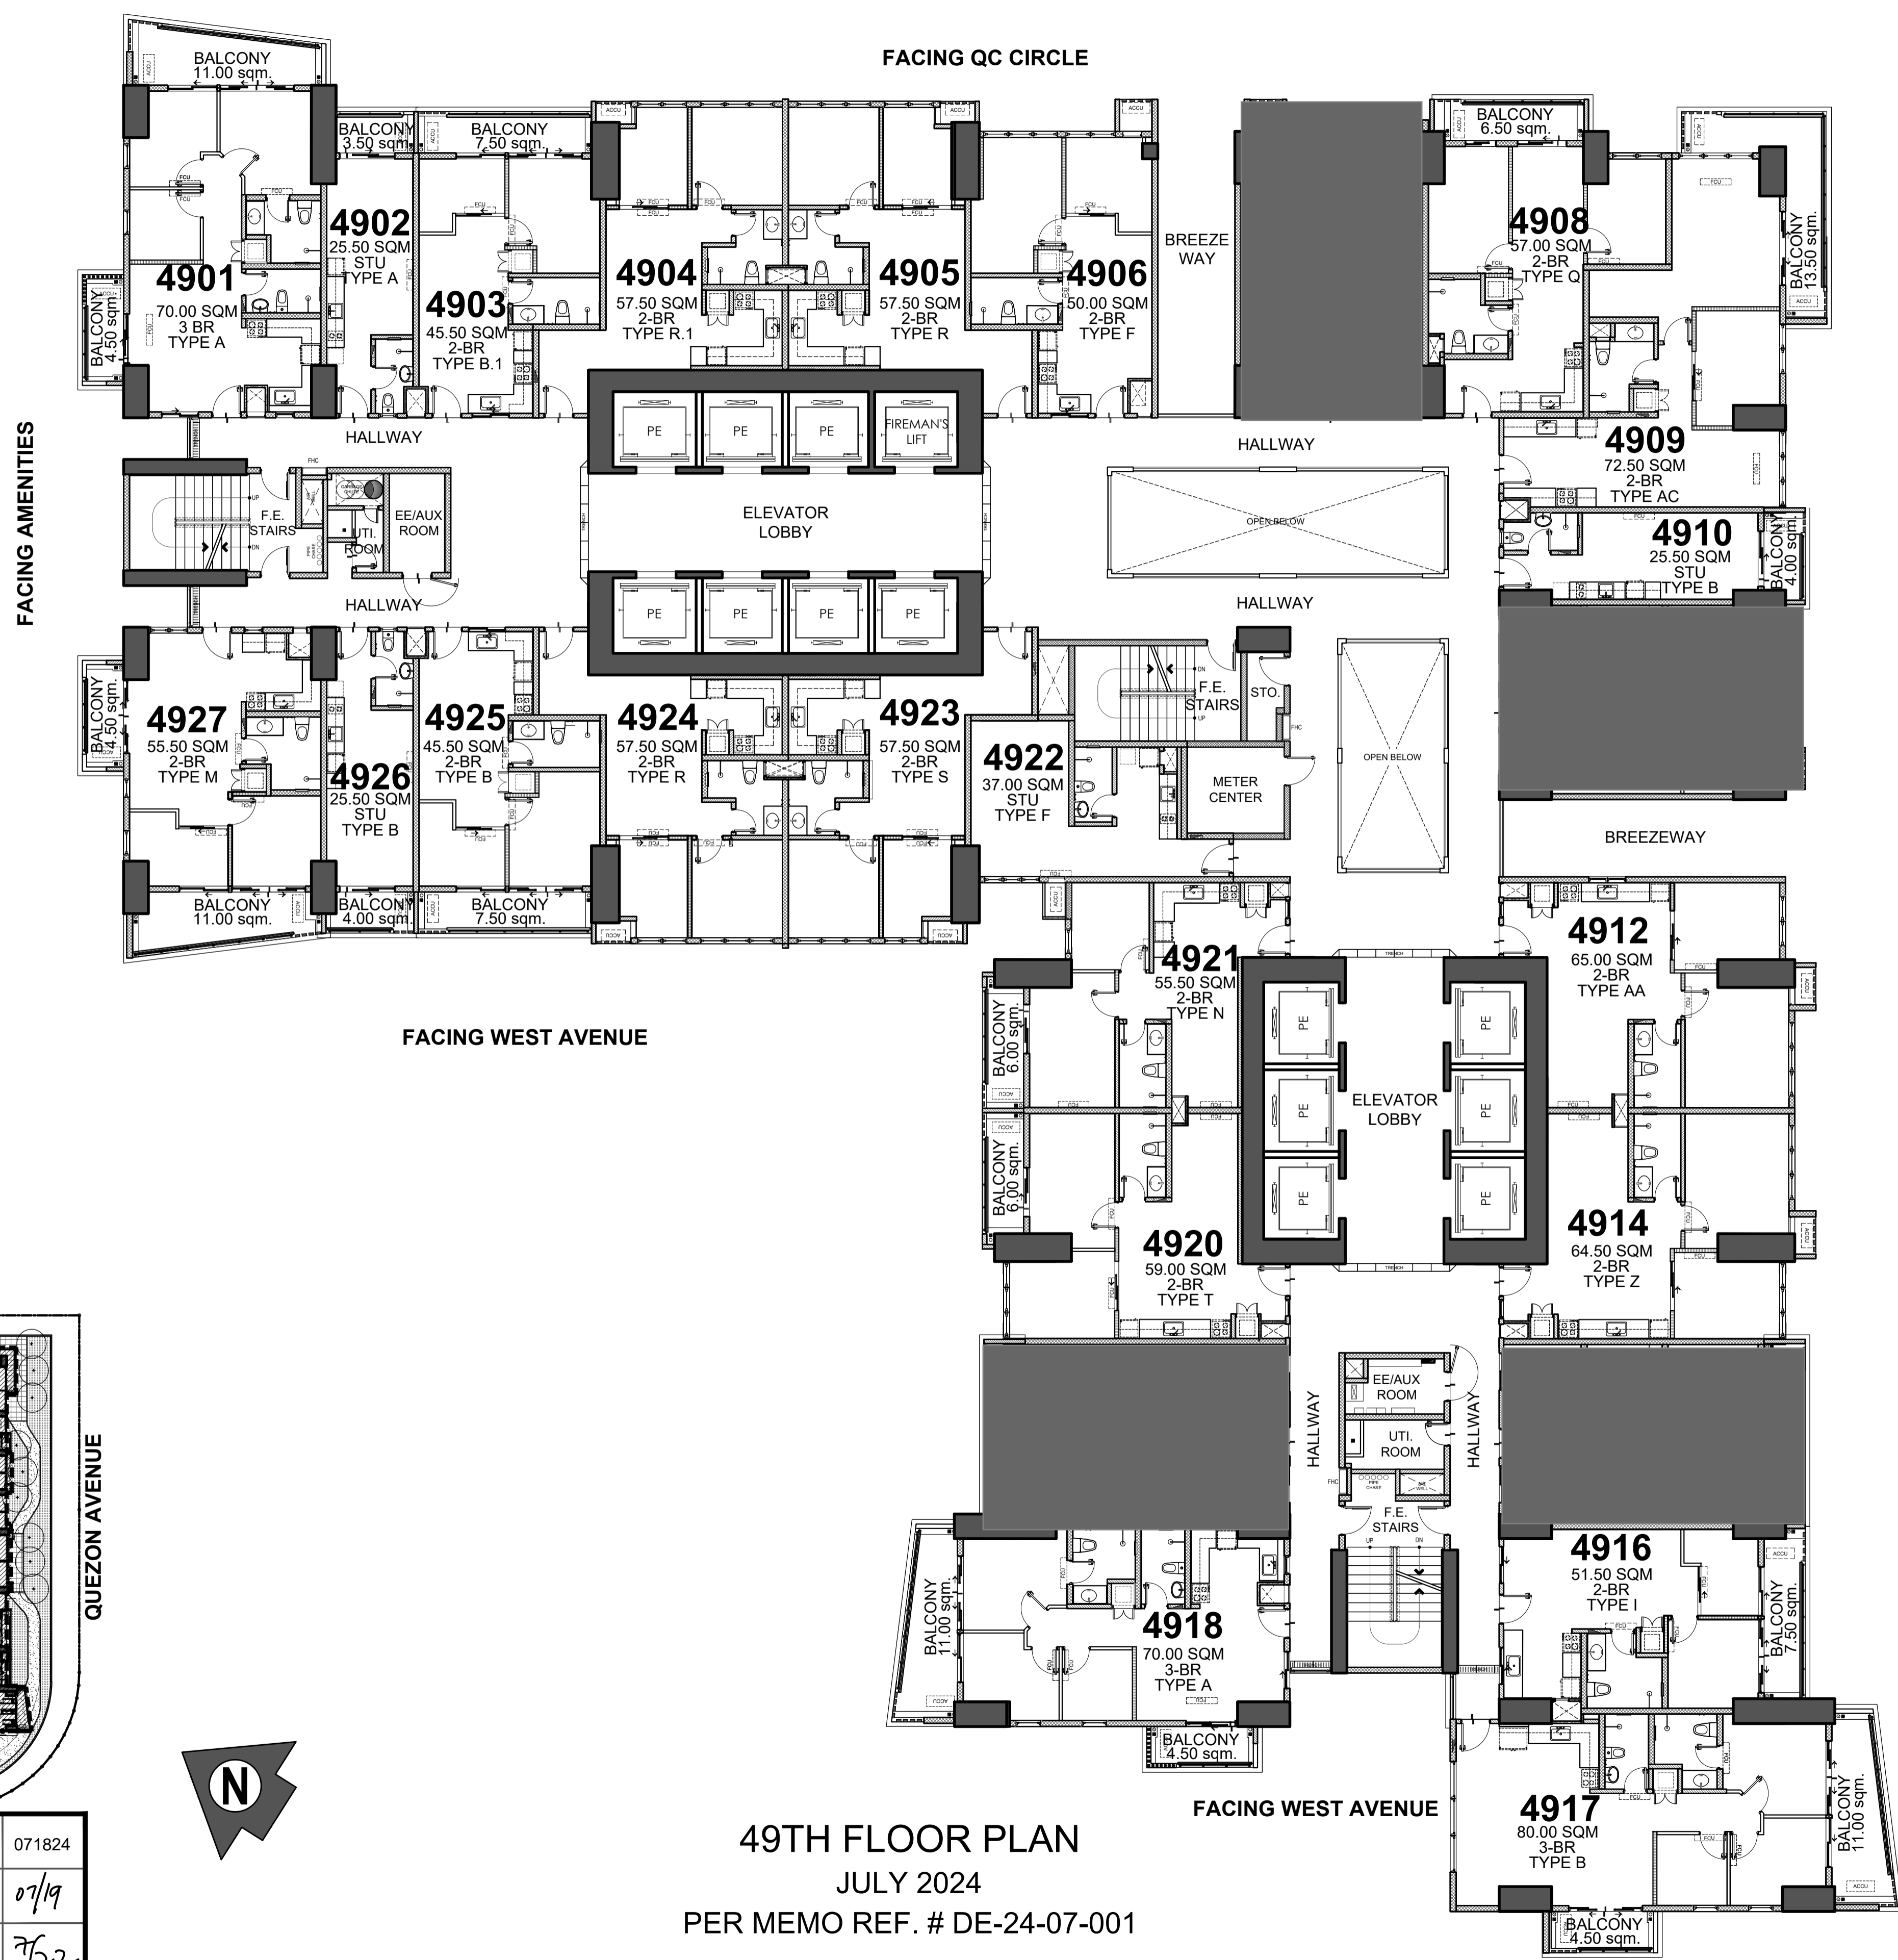 FACING QC CIRCLE
BALCONY
11.00 sqm.
BALCONY
3.50 sqm.
BALCONY
7.50 sqm.
BALCONY
6.50 sqm.
BALCONY
13.50 sqm.
BALCONY
4.50 sqm.
4901
70.00 SQM
3 BR
TYPE A
4902
25.50 SQM
STU
TYPE A
4903
45.50 SQM
2-BR
TYPE B.1
4904
57.50 SQM
2-BR
TYPE R.1
4905
57.50 SQM
2-BR
TYPE R
4906
50.00 SQM
2-BR
TYPE F
BREEZE
WAY
4908
57.00 SQM
2-BR
TYPE Q
4909
72.50 SQM
2-BR
TYPE AC
4910
25.50 SQM
STU
TYPE B
BALCONY
4.00 sqm.
FACING AMENITIES
HALLWAY
PE
PE
PE
FIREMAN'S
LIFT
HALLWAY
FHC
UP
F.E.
STAIRS
DN
PIPE
CHASE
UTI.
ROOM
EE/AUX
ROOM
ELEVATOR
LOBBY
OPEN BELOW
HALLWAY
PE
PE
PE
PE
HALLWAY
4927
55.50 SQM
2-BR
TYPE M
BALCONY
4.50 sqm.
4926
25.50 SQM
STU
TYPE B
4925
45.50 SQM
2-BR
TYPE B
4924
57.50 SQM
2-BR
TYPE R
4923
57.50 SQM
2-BR
TYPE S
4922
37.00 SQM
STU
TYPE F
DN
F.E.
STAIRS
UP
STO.
FHC
METER
CENTER
OPEN BELOW
BREEZEWAY
BALCONY
11.00 sqm.
BALCONY
4.00 sqm.
BALCONY
7.50 sqm.
FACING WEST AVENUE
4921
55.50 SQM
2-BR
TYPE N
BALCONY
6.00 sqm.
4912
65.00 SQM
2-BR
TYPE AA
TRENCH
PE
PE
PE
PE
PE
PE
ELEVATOR
LOBBY
TRENCH
BALCONY
6.00 sqm.
4920
59.00 SQM
2-BR
TYPE T
4914
64.50 SQM
2-BR
TYPE Z
HALLWAY
EE/AUX
ROOM
UTI.
ROOM
HALLWAY
FHC
PIPE
CHASE
F.E.
STAIRS
UP
DN
BALCONY
11.00 sqm.
4918
70.00 SQM
3-BR
TYPE A
BALCONY
4.50 sqm.
4916
51.50 SQM
2-BR
TYPE I
BALCONY
7.50 sqm.
4917
80.00 SQM
3-BR
TYPE B
BALCONY
11.00 sqm.
BALCONY
4.50 sqm.
FACING WEST AVENUE
QUEZON AVENUE
N
071824
07/19
49TH FLOOR PLAN
JULY 2024
PER MEMO REF. # DE-24-07-001